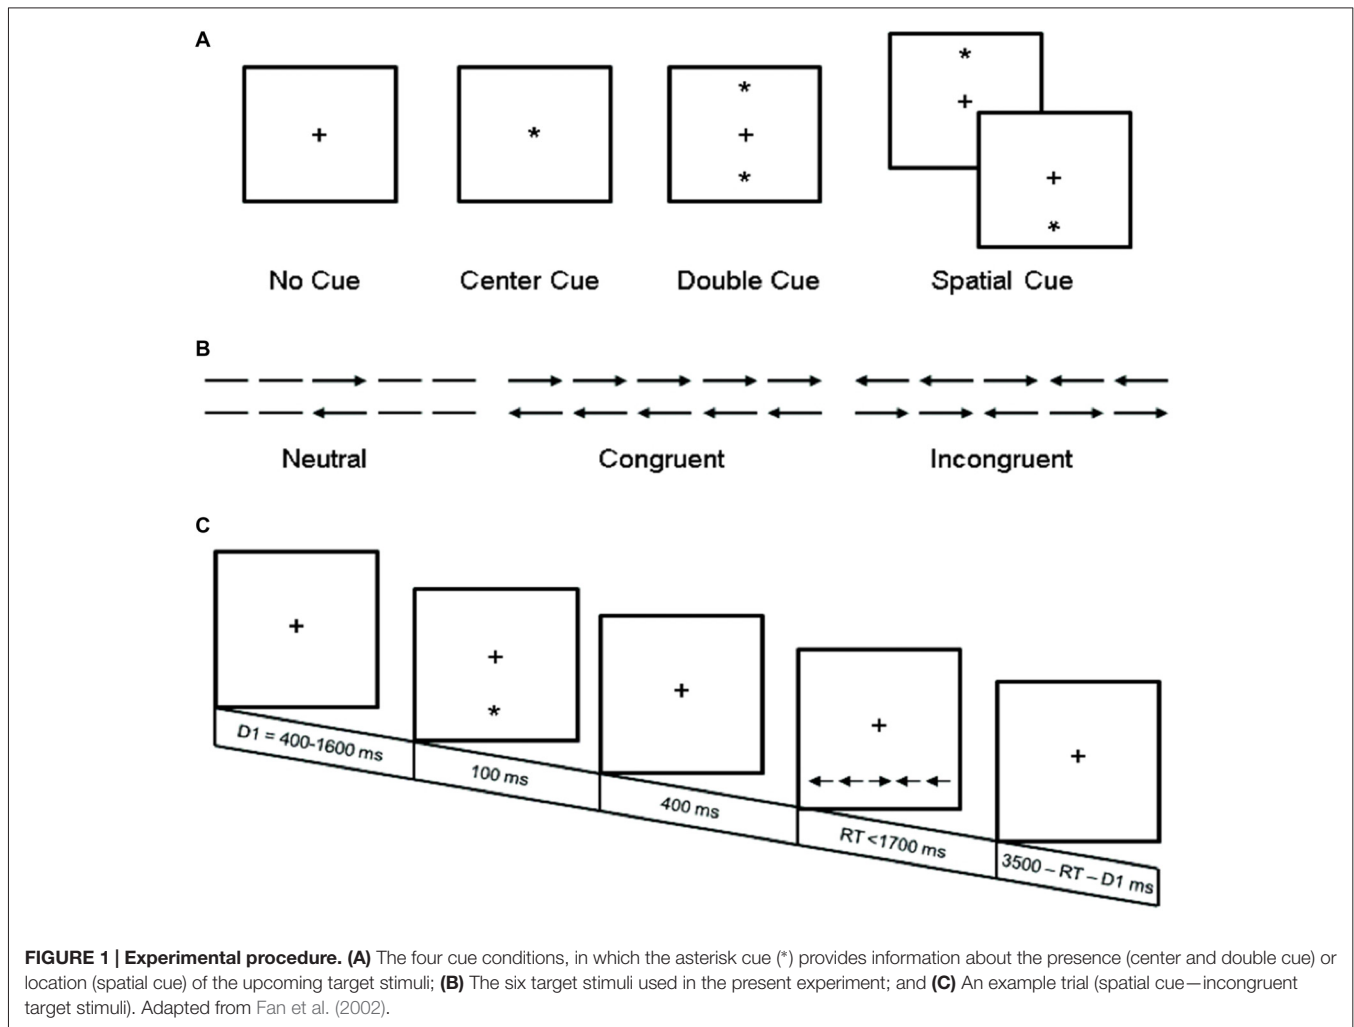 A
*
*
+
+
*
*
+
*
+
*
No Cue
Center Cue
Double Cue
Spatial Cue
B
Neutral
Congruent
Incongruent
C
+
+
*
+
+
+
D1 = 400-1600 ms
100 ms
400 ms
RT <1700 ms
3500 – RT – D1 ms
FIGURE 1 | Experimental procedure. (A) The four cue conditions, in which the asterisk cue (*) provides information about the presence (center and double cue) or
location (spatial cue) of the upcoming target stimuli; (B) The six target stimuli used in the present experiment; and (C) An example trial (spatial cue—incongruent
target stimuli). Adapted from Fan et al. (2002).